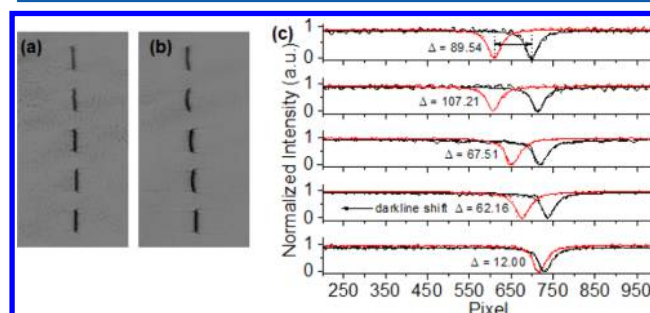 (a)
(b)
(c)
Normalized Intensity (a.u.)
1
0
Δ = 89.54
1
0
Δ = 107.21
1
0
Δ = 67.51
1
0
darkline shift Δ = 62.16
1
0
Δ = 12.00
250 350 450 550 650 750 850 950
Pixel